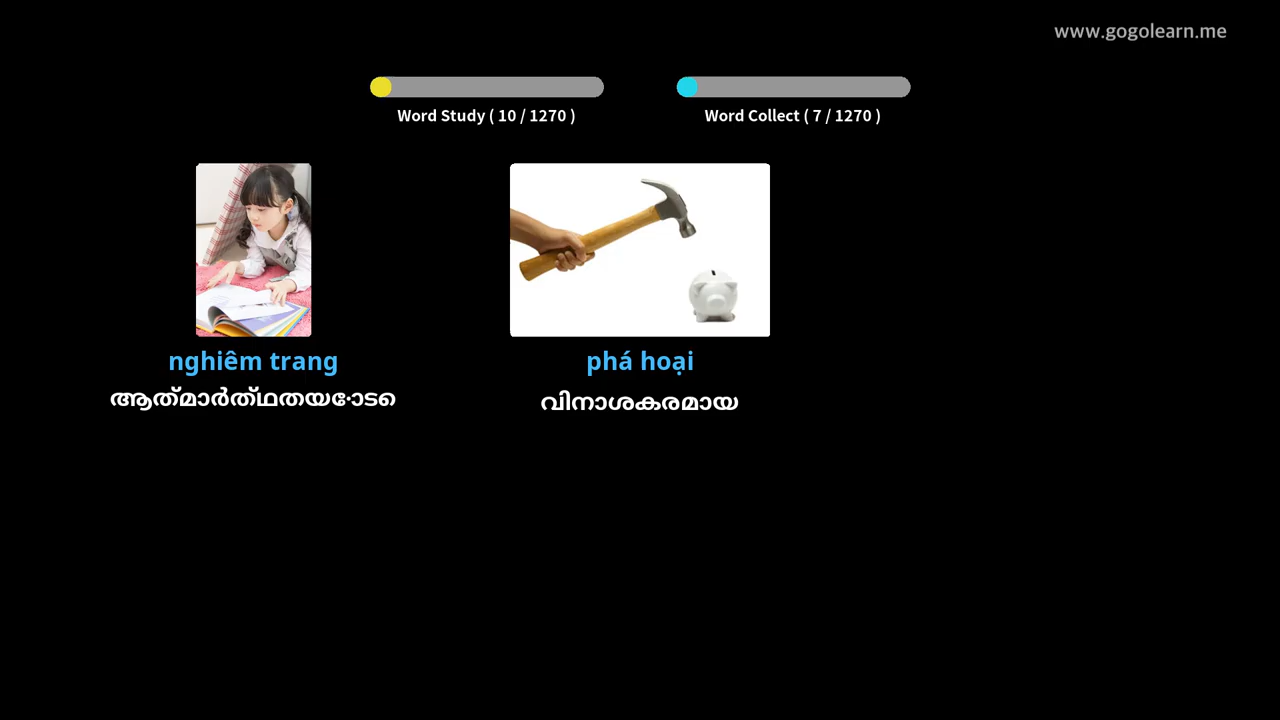 www.gogolearn.me
Word Study ( 10 / 1270 )
Word Collect ( 7 / 1270 )
nghiêm trang
phá hoại
ആത്മാർത്ഥതയോടെ
വിനാശകരമായ